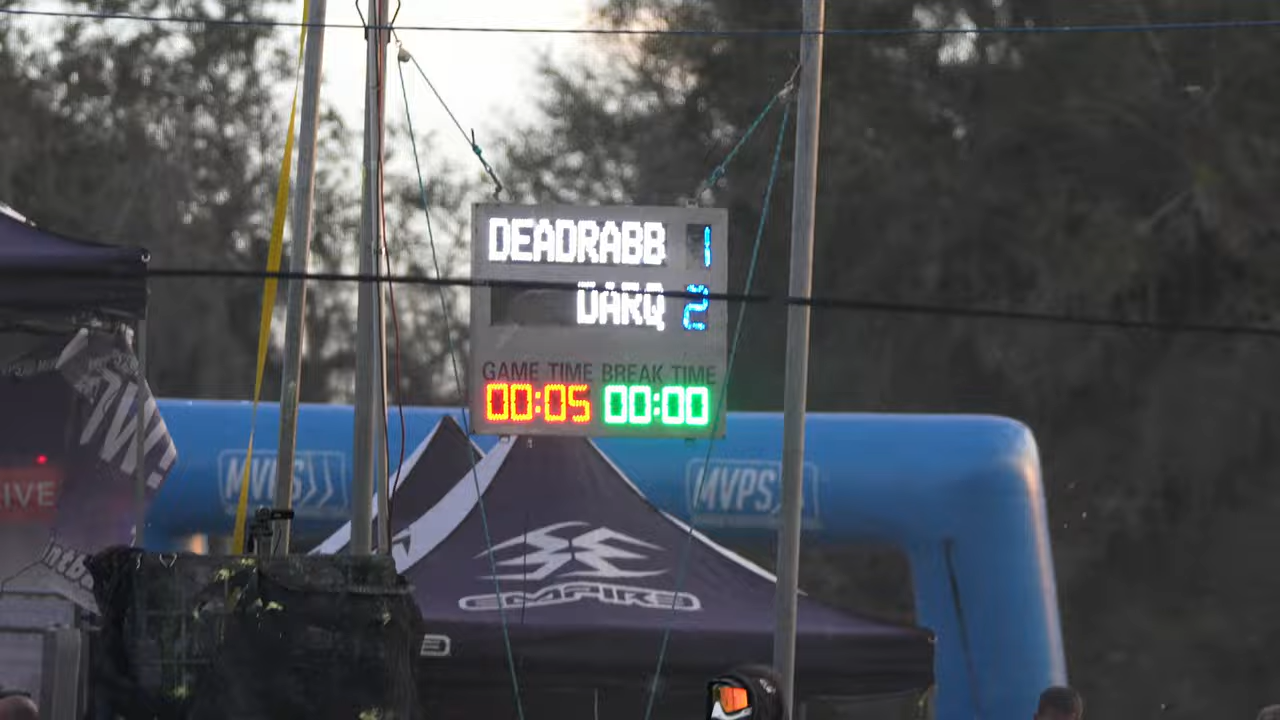 DEADRABB 1
DARQ 2
GAME TIME BREAK TIME
00:05 00:00
MVPS
MVPS
EMPIRE